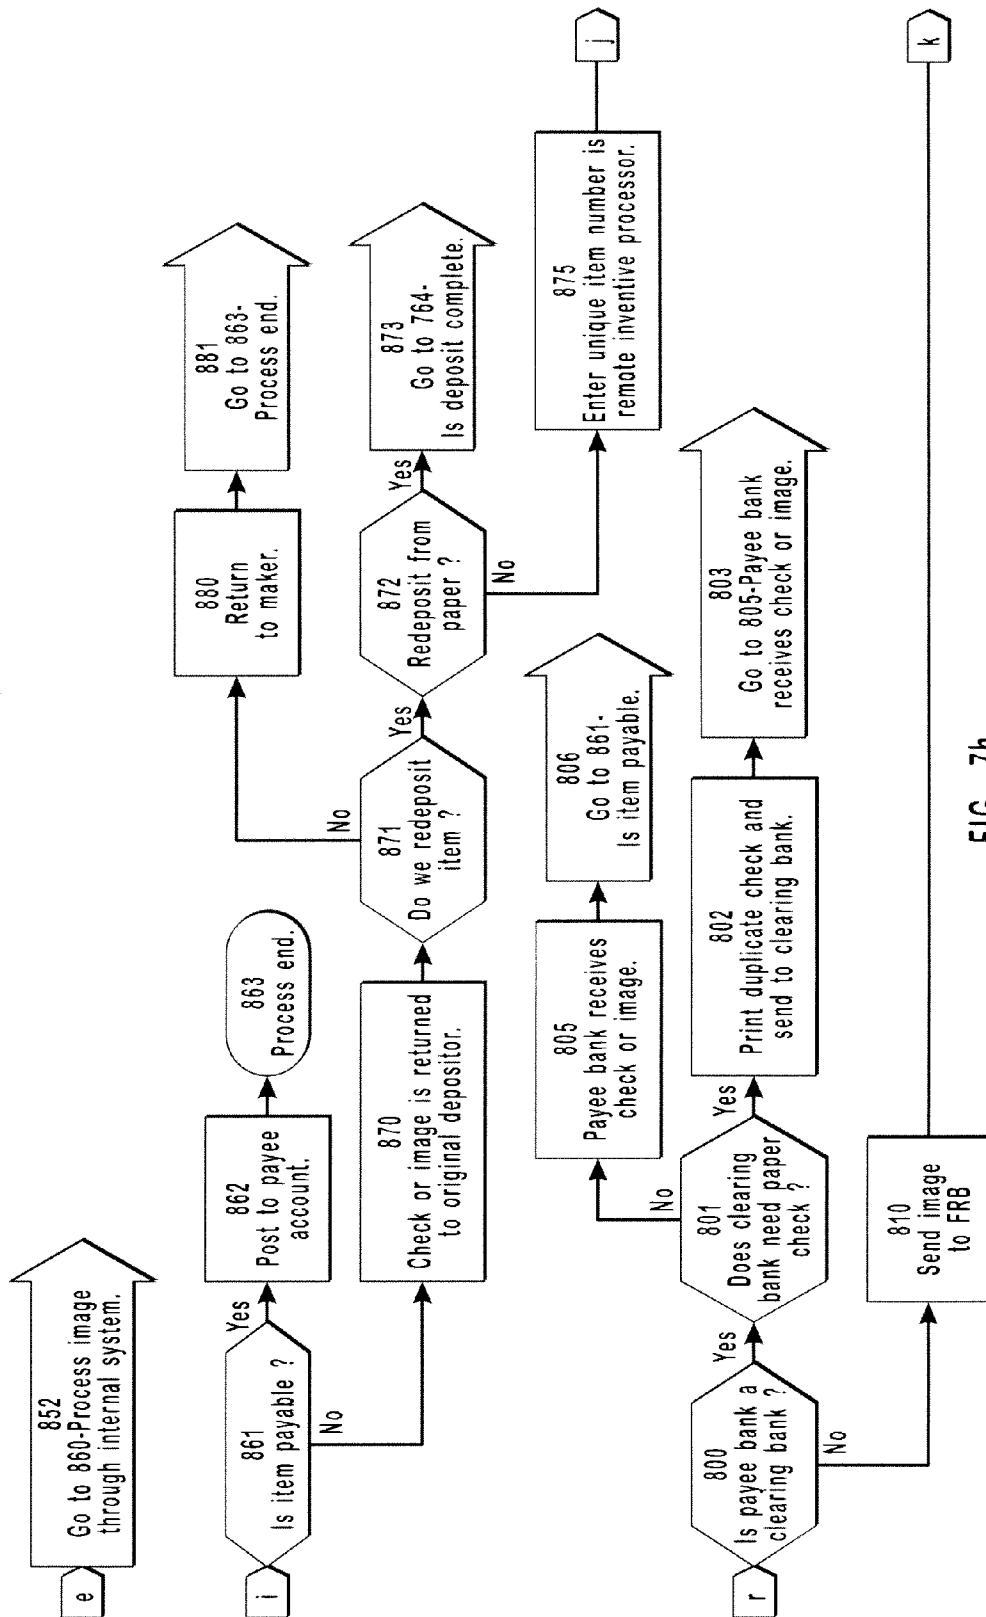 e
852
Go to 860-Process image
through internal system.
i
861
Is item payable ?
Yes
No
862
Post to payee
account.
863
Process end.
870
Check or image is returned
to original depositor.
871
Do we redeposit
item ?
No
Yes
880
Return
to maker.
881
Go to 863-
Process end.
872
Redeposit from
paper ?
Yes
No
873
Go to 764-
Is deposit complete.
875
Enter unique item number is
remote inventive processor.
j
r
800
Is payee bank a
clearing bank ?
Yes
No
801
Does clearing
bank need paper
check ?
No
Yes
805
Payee bank receives
check or image.
806
Go to 861-
Is item payable.
802
Print duplicate check and
send to clearing bank.
803
Go to 805-Payee bank
receives check or image.
810
Send image
to FRB
k
FIG. 7h